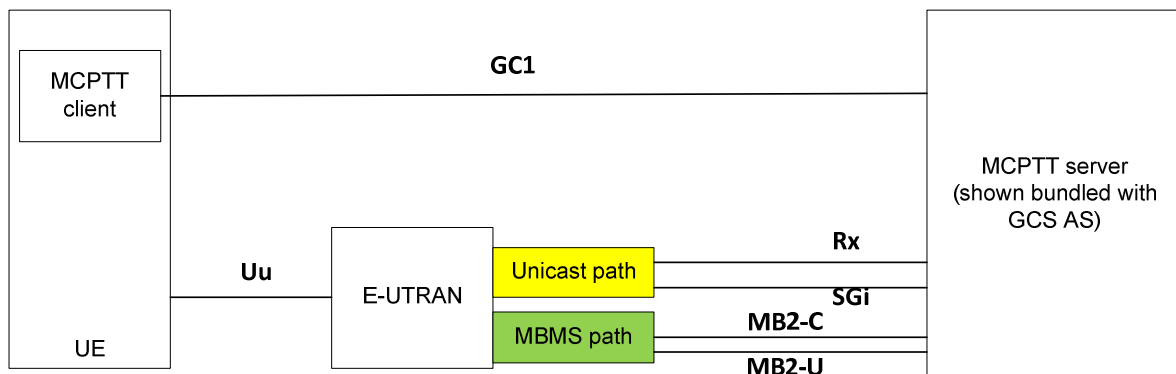 MCPTT
client
GC1
MCPTT server
(shown bundled with
GCS AS)
Uu
E-UTRAN
Unicast path
Rx
SGi
MBMS path
MB2-C
MB2-U
UE